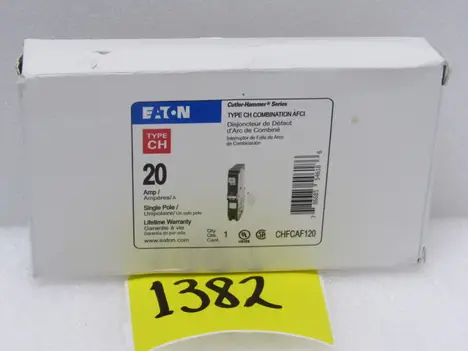 EATON
Cutler-Hammer® Series
TYPE CH COMBINATION AFCI
Disjoncteur de Défaut
d'Arc de Combiné
Interruptor de Falla de Arco
de Combinación
TYPE
CH
20
Amp /
Ampères/A
Single Pole /
Unipolaire/Un solo polo
Lifetime Warranty
Garantie à vie
Garantía de por vida
www.eaton.com
Qty.
Qté.
Cant.
1
CHFCAF120
1382